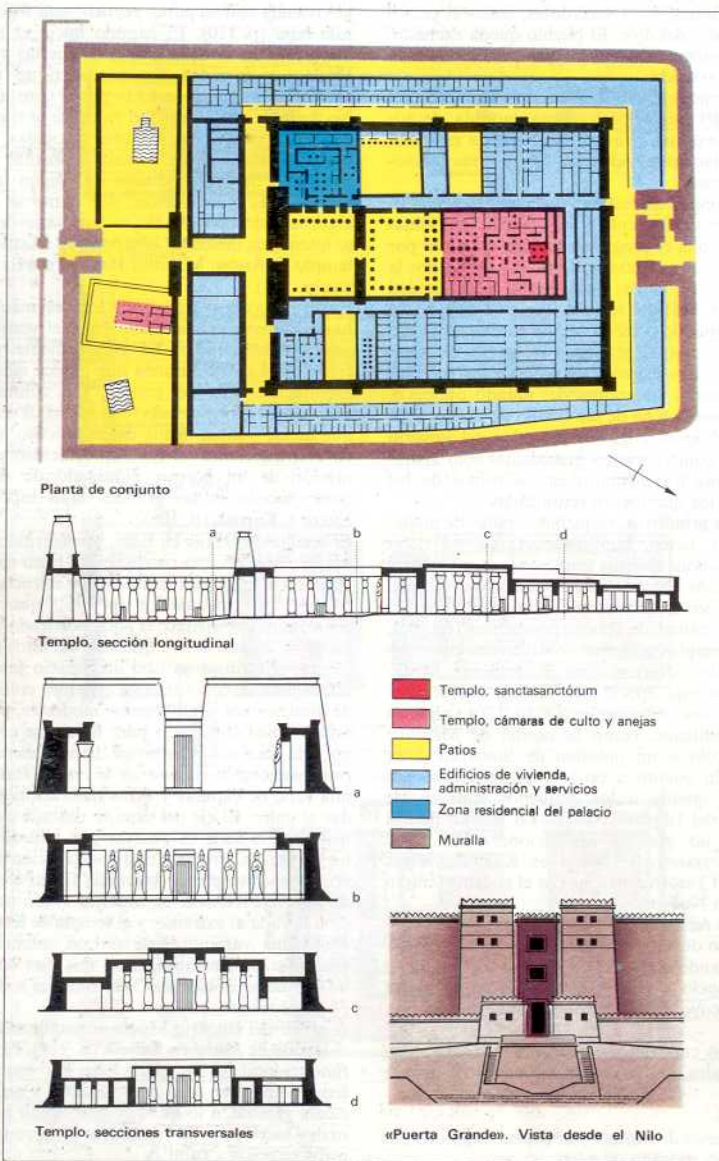 Planta de conjunto
a
b
c
d
Templo, sección longitudinal
a
b
c
d
Templo, secciones transversales
Templo, sanctasanctórum
Templo, cámaras de culto y anejas
Patios
Edificios de vivienda,
administración y servicios
Zona residencial del palacio
Muralla
«Puerta Grande». Vista desde el Nilo